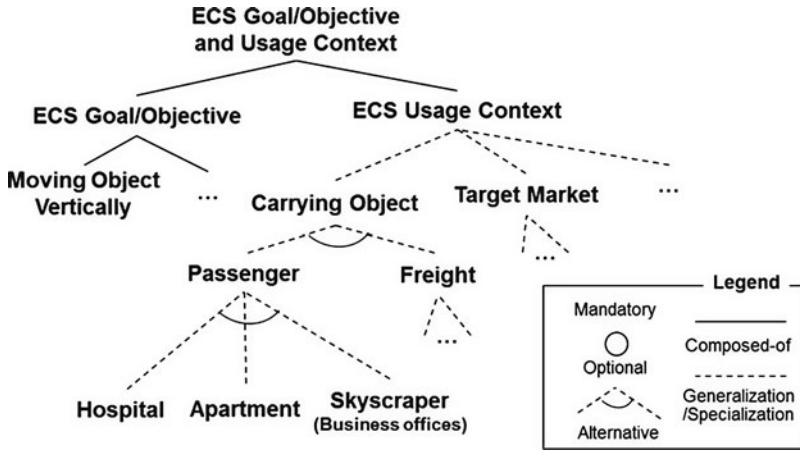 ECS Goal/Objective
and Usage Context
ECS Goal/Objective
ECS Usage Context
Moving Object
Vertically
...
Carrying Object
Target Market
...
...
Passenger
Freight
...
Hospital
Apartment
Skyscraper
(Business offices)
Legend
Mandatory
Optional
Alternative
Composed-of
Generalization
/Specialization